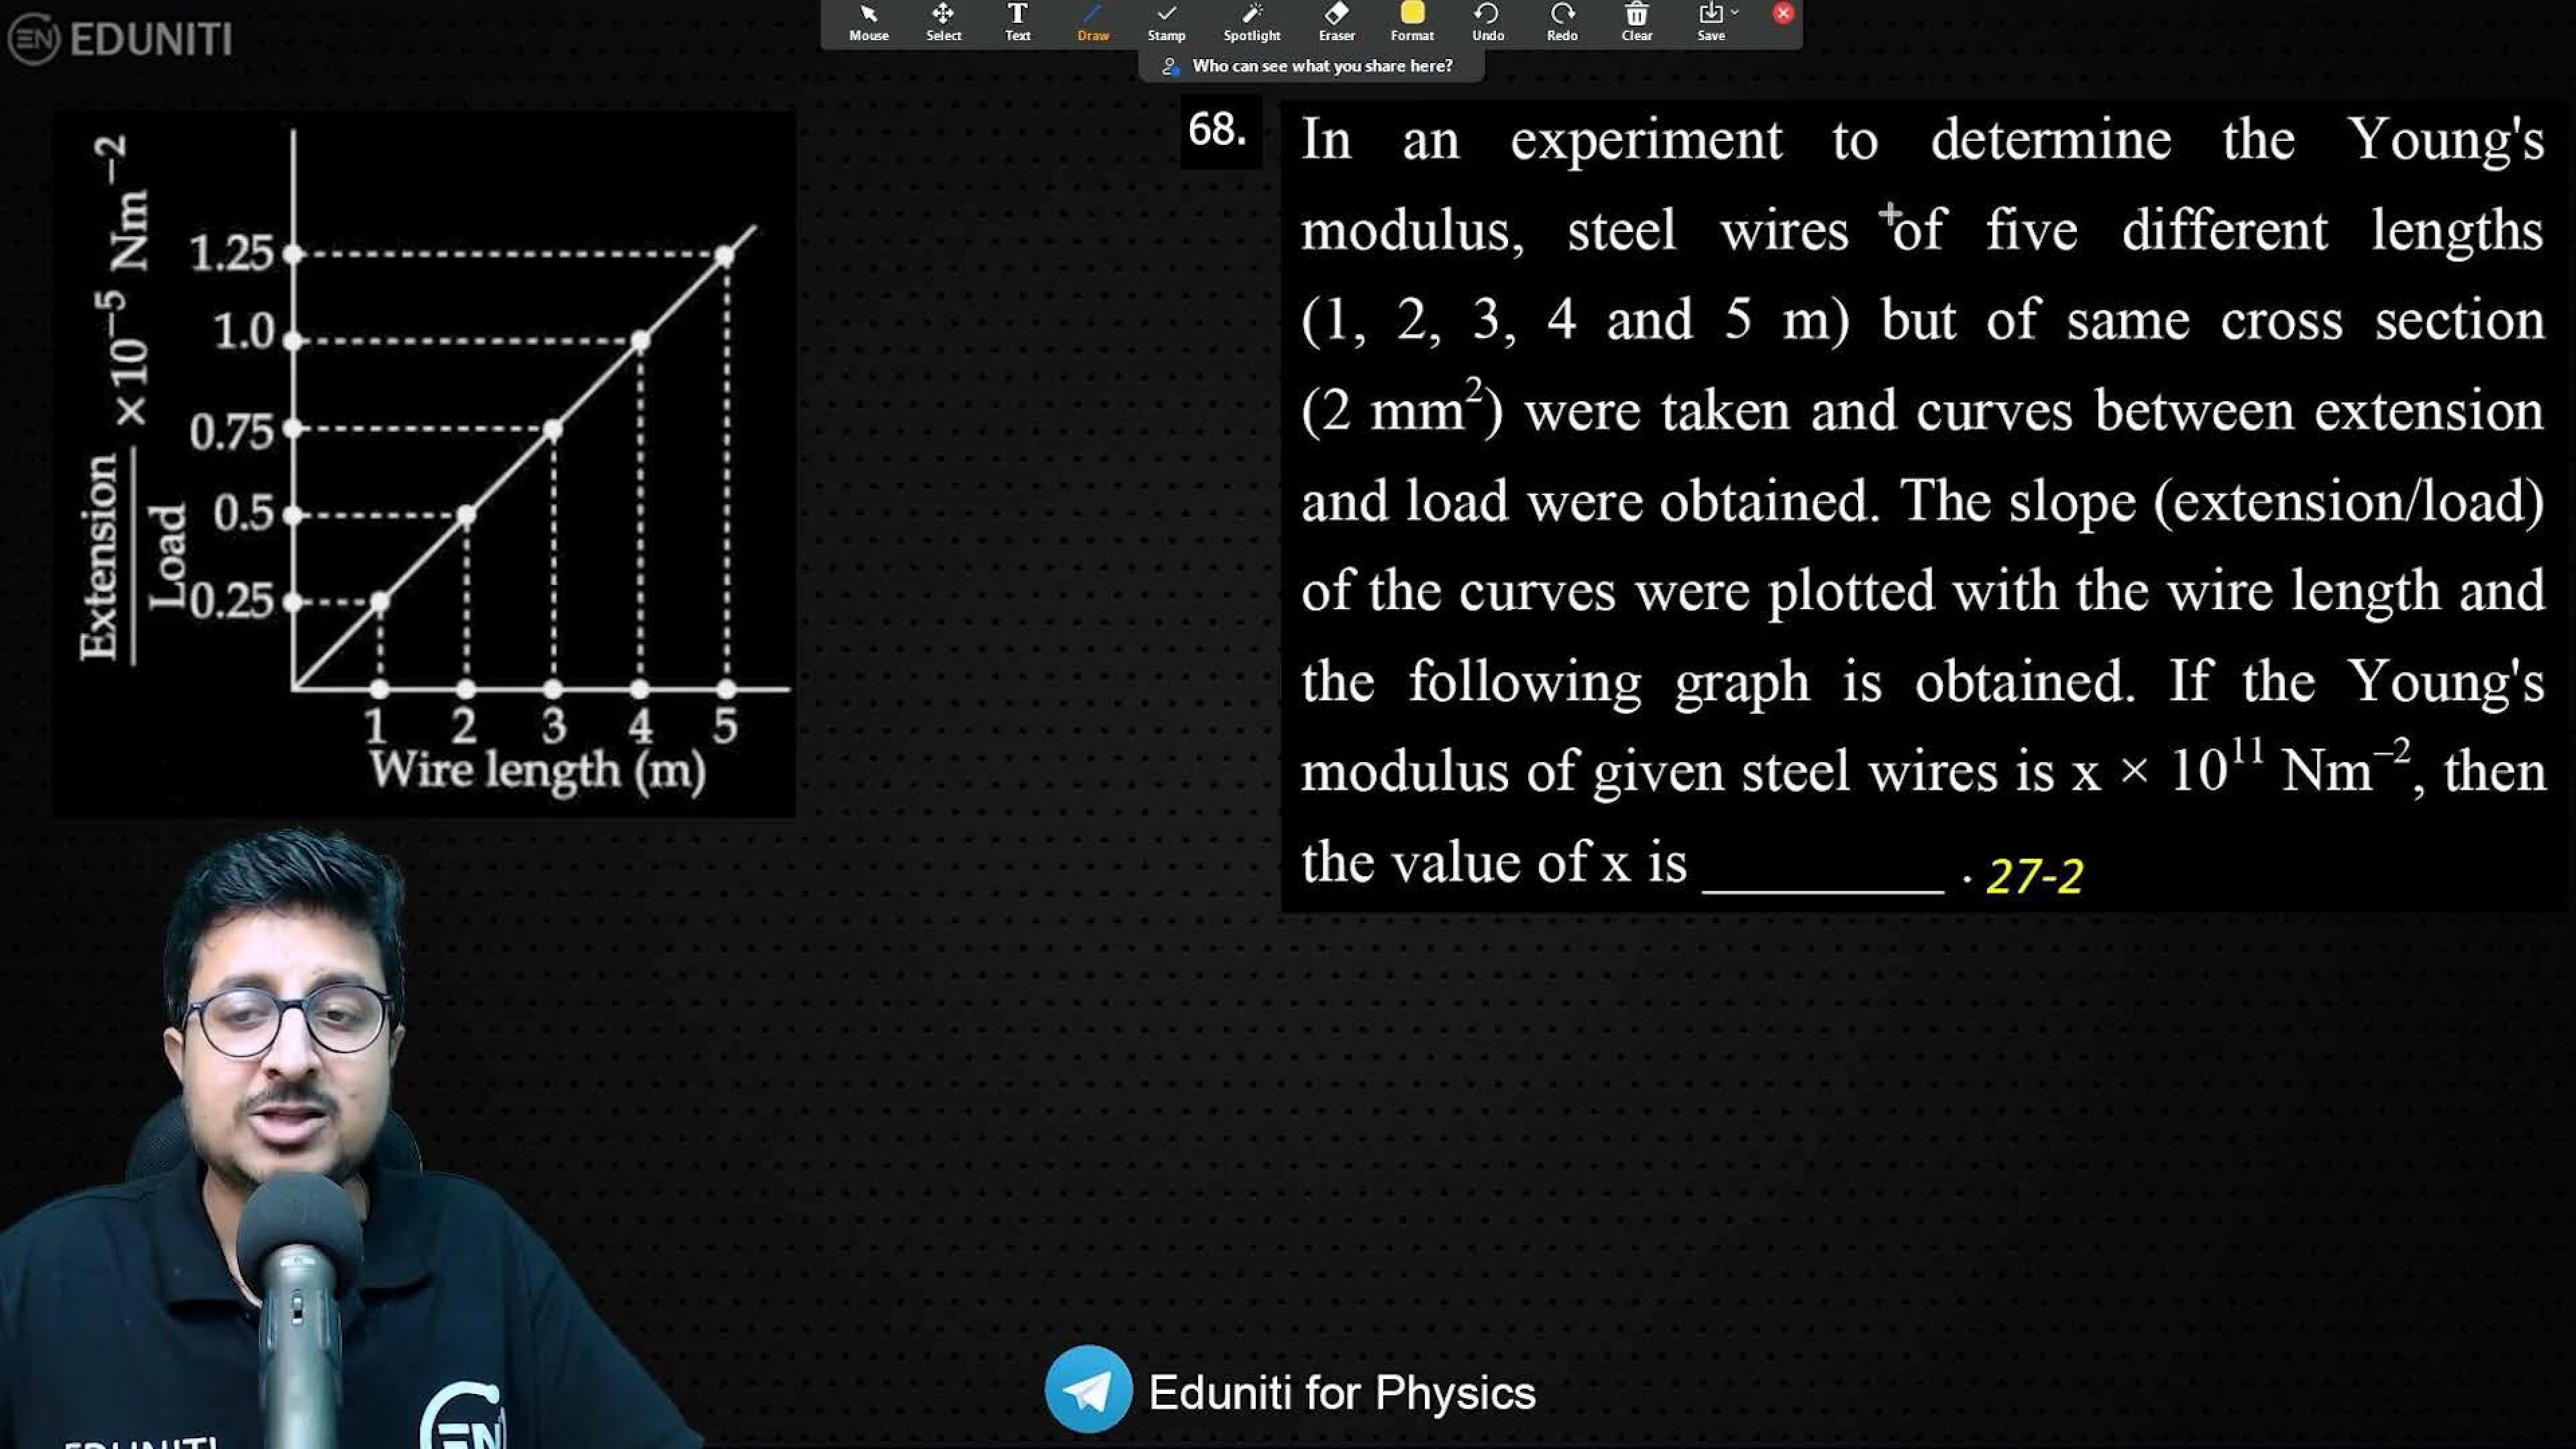 EN EDUNITI
Mouse
Select
Text
Draw
Stamp
Spotlight
Eraser
Format
Undo
Redo
Clear
Save
Who can see what you share here?
Extension
Load
×10⁻⁵ Nm⁻²
1.25
1.0
0.75
0.5
0.25
1 2 3 4 5
Wire length (m)
68.
In an experiment to determine the Young's
modulus, steel wires of five different lengths
(1, 2, 3, 4 and 5 m) but of same cross section
(2 mm²) were taken and curves between extension
and load were obtained. The slope (extension/load)
of the curves were plotted with the wire length and
the following graph is obtained. If the Young's
modulus of given steel wires is x × 10¹¹ Nm⁻², then
the value of x is ________ . 27-2
EN
EDUNITI
Eduniti for Physics